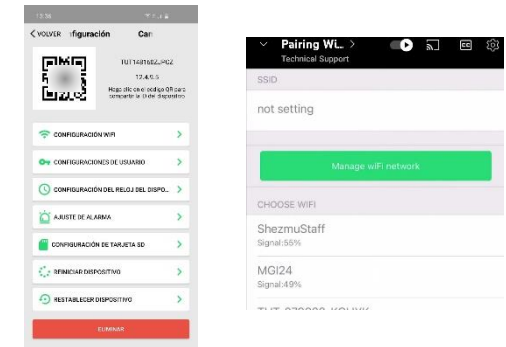 13:36
VOLVER
figuración
Car
12.4.0.5
Haga clic en el código QR para
compartir la ID del dispositivo
CONFIGURACIÓN WIFI
CONFIGURACIONES DE USUARIO
CONFIGURACIÓN DEL RELOJ DEL DISPO...
AJUSTE DE ALARMA
CONFIGURACIÓN DE TARJETA SD
REINICIAR DISPOSITIVO
RESTABLECER DISPOSITIVO
ELIMINAR
Pairing Wi...
Technical Support
SSID
not setting
Manage wiFi network
CHOOSE WIFI
ShezmuStaff
Signal:55%
MGI24
Signal:49%